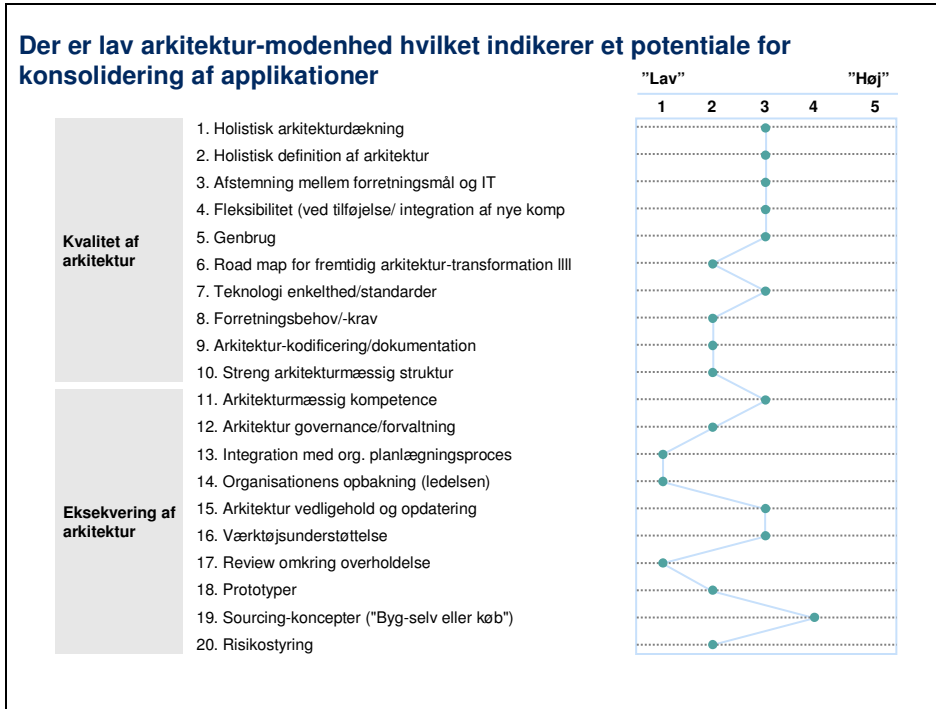 Der er lav arkitektur-modenhed hvilket indikerer et potentiale for
konsolidering af applikationer
”Lav”
”Høj”
1 2 3 4 5
Kvalitet af
arkitektur
1. Holistisk arkitekturdækning
2. Holistisk definition af arkitektur
3. Afstemning mellem forretningsmål og IT
4. Fleksibilitet (ved tilføjelse/ integration af nye komp
5. Genbrug
6. Road map for fremtidig arkitektur-transformation llll
7. Teknologi enkelthed/standarder
8. Forretningsbehov/-krav
9. Arkitektur-kodificering/dokumentation
10. Streng arkitekturmæssig struktur
Eksekvering af
arkitektur
11. Arkitekturmæssig kompetence
12. Arkitektur governance/forvaltning
13. Integration med org. planlægningsproces
14. Organisationens opbakning (ledelsen)
15. Arkitektur vedligehold og opdatering
16. Værktøjsunderstøttelse
17. Review omkring overholdelse
18. Prototyper
19. Sourcing-koncepter ("Byg-selv eller køb")
20. Risikostyring